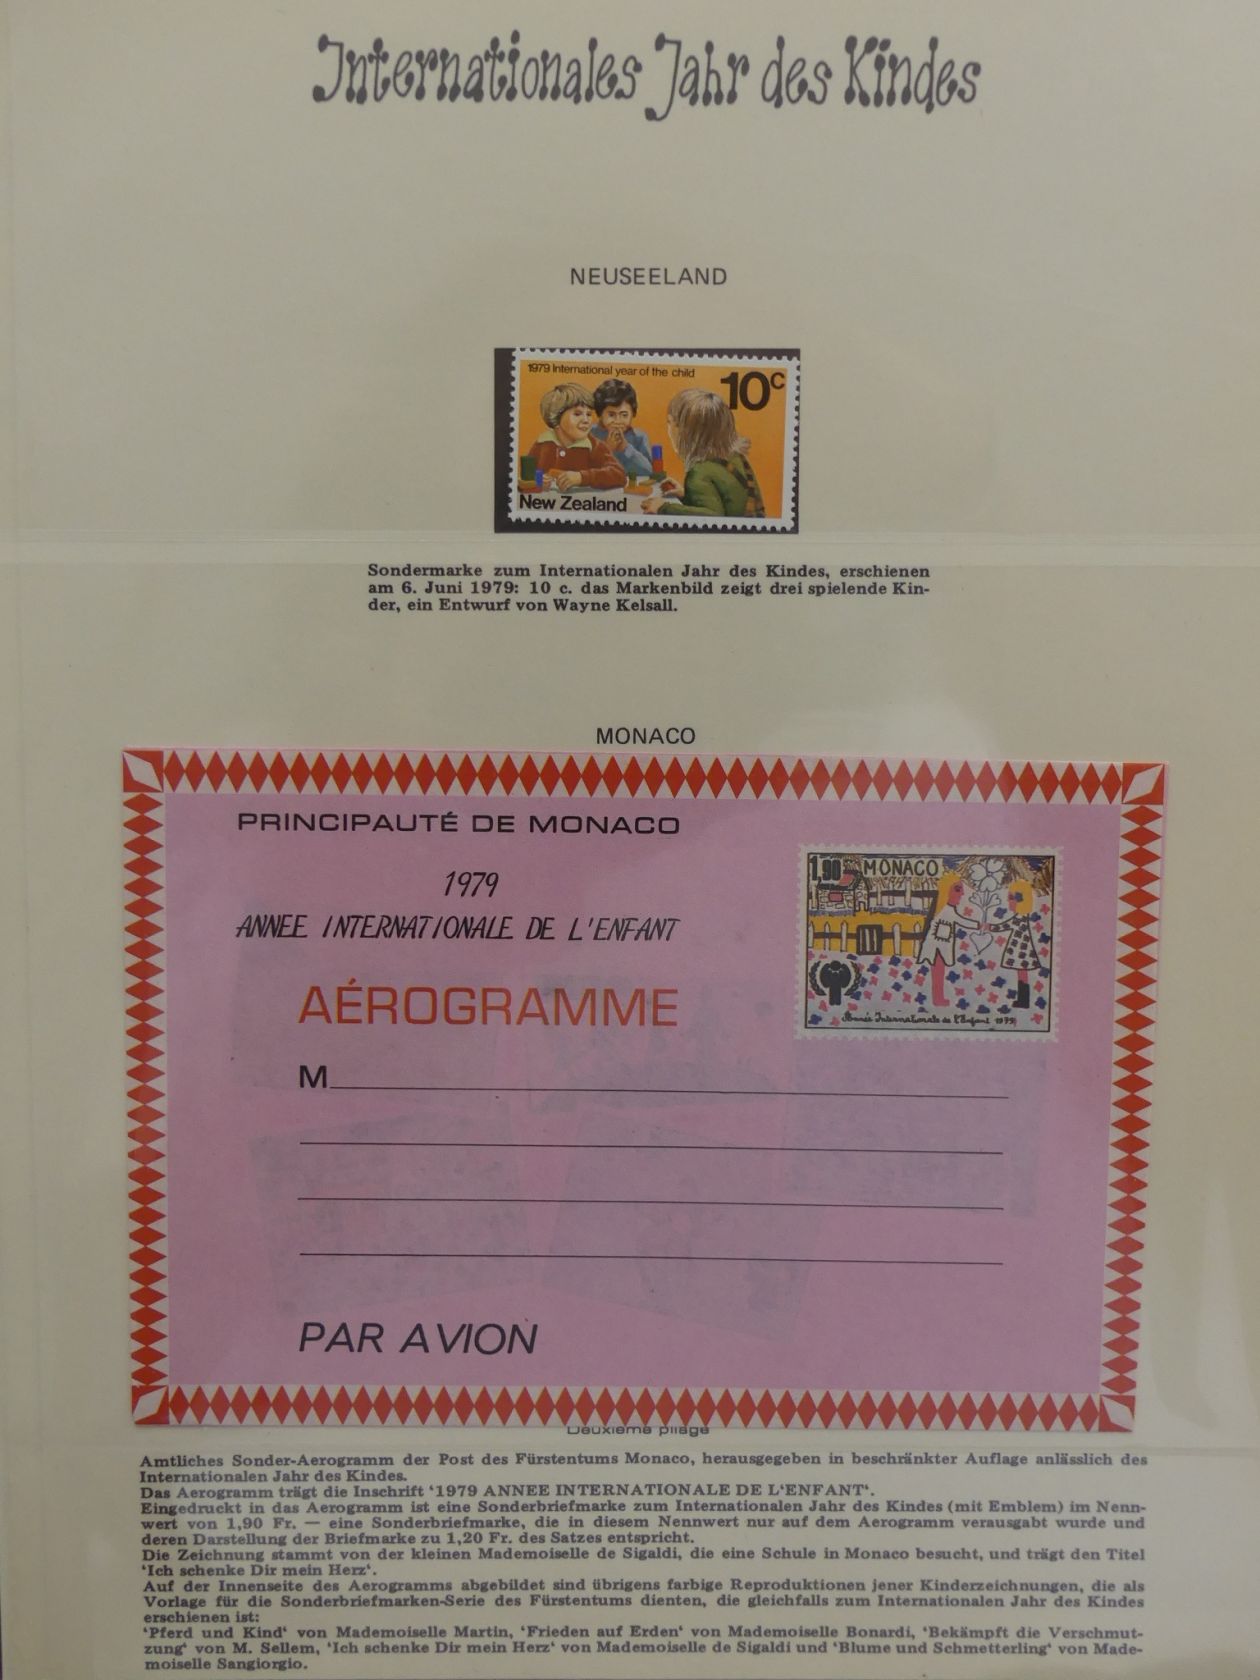 Internationales Jahr des Kindes
NEUSEELAND
1979 International year of the child
10c
New Zealand
Sondermarke zum Internationalen Jahr des Kindes, erschienen
am 6. Juni 1979: 10 c. das Markenbild zeigt drei spielende Kin-
der, ein Entwurf von Wayne Kelsall.
MONACO
PRINCIPAUTÉ DE MONACO
1979
ANNEE INTERNATIONALE DE L'ENFANT
1,90 MONACO
Année Internationale de l'Enfant 1979
AÉROGRAMME
M
PAR AVION
Deuxième pliage
Amtliches Sonder-Aerogramm der Post des Fürstentums Monaco, herausgegeben in beschränkter Auflage anlässlich des
Internationalen Jahr des Kindes.
Das Aerogramm trägt die Inschrift ‘1979 ANNEE INTERNATIONALE DE L‘ENFANT‘.
Eingedruckt in das Aerogramm ist eine Sonderbriefmarke zum Internationalen Jahr des Kindes (mit Emblem) im Nenn-
wert von 1,90 Fr. — eine Sonderbriefmarke, die in diesem Nennwert nur auf dem Aerogramm verausgabt wurde und
deren Darstellung der Briefmarke zu 1,20 Fr. des Satzes entspricht.
Die Zeichnung stammt von der kleinen Mademoiselle de Sigaldi, die eine Schule in Monaco besucht, und trägt den Titel
‘Ich schenke Dir mein Herz‘.
Auf der Innenseite des Aerogramms abgebildet sind übrigens farbige Reproduktionen jener Kinderzeichnungen, die als
Vorlage für die Sonderbriefmarken-Serie des Fürstentums dienten, die gleichfalls zum Internationalen Jahr des Kindes
erschienen ist:
‘Pferd und Kind‘ von Mademoiselle Martin, ‘Frieden auf Erden‘ von Mademoiselle Bonardi, ‘Bekämpft die Verschmut-
zung‘ von M. Sellem, ‘Ich schenke Dir mein Herz‘ von Mademoiselle de Sigaldi und ‘Blume und Schmetterling‘ von Made-
moiselle Sangiorgio.